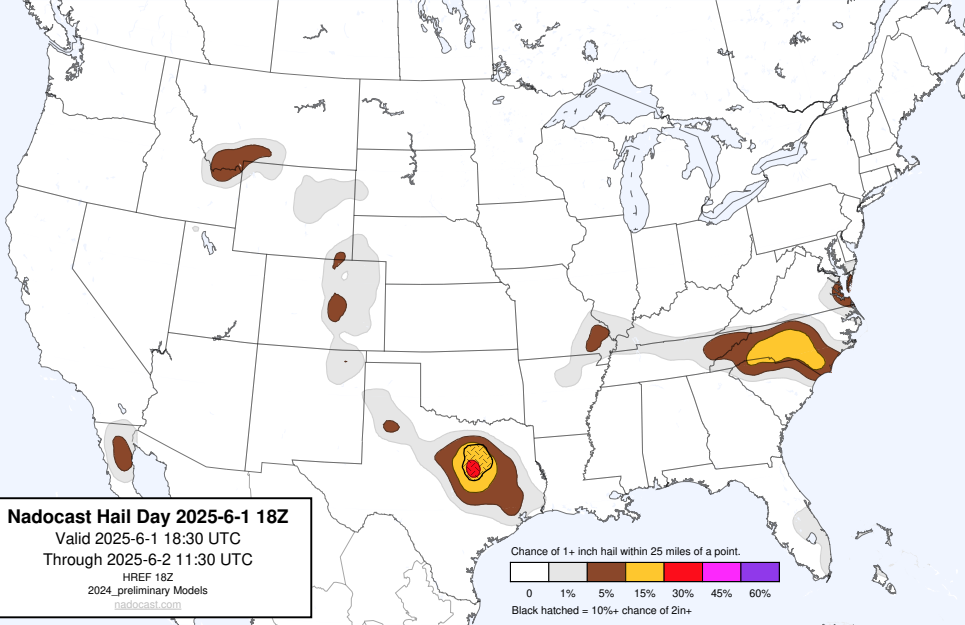 Nadocast Hail Day 2025-6-1 18Z
Valid 2025-6-1 18:30 UTC
Through 2025-6-2 11:30 UTC
HREF 18Z
2024_preliminary Models
nadocast.com
Chance of 1+ inch hail within 25 miles of a point.
0 1% 5% 15% 30% 45% 60%
Black hatched = 10%+ chance of 2in+